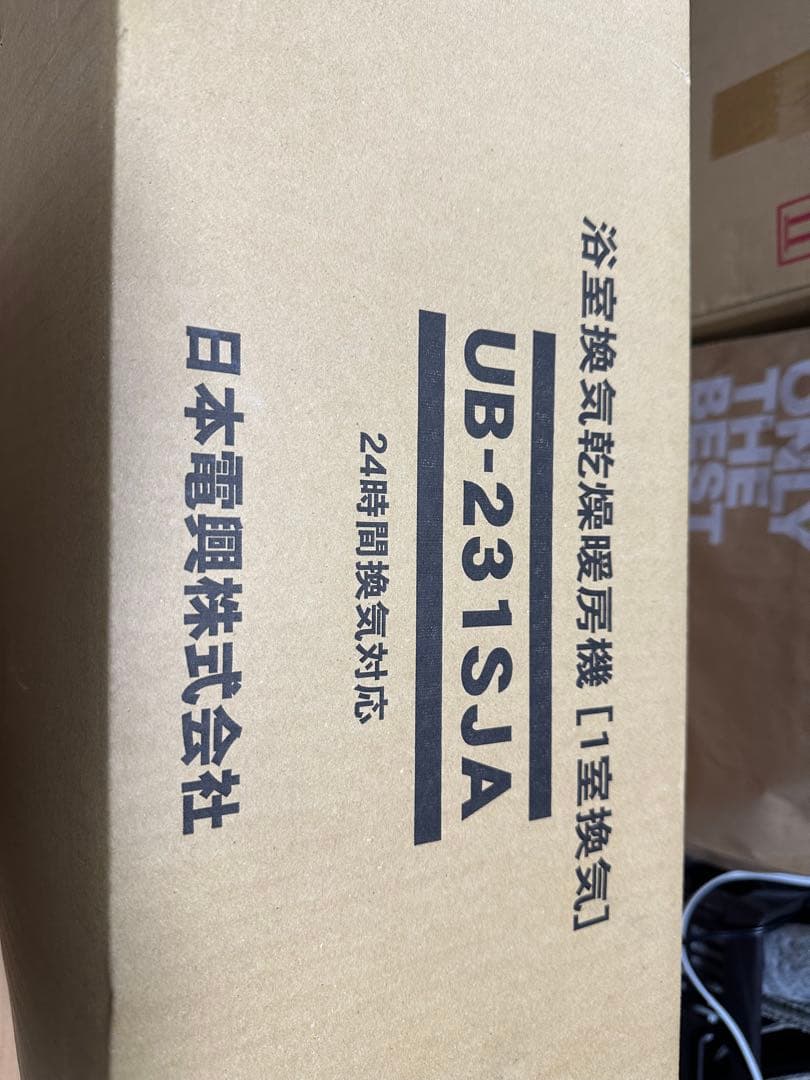 浴室換気乾燥暖房機[1室換気]
UB-231SJA
24時間換気対応
日本電興株式会社
ONLY
THE
BEST